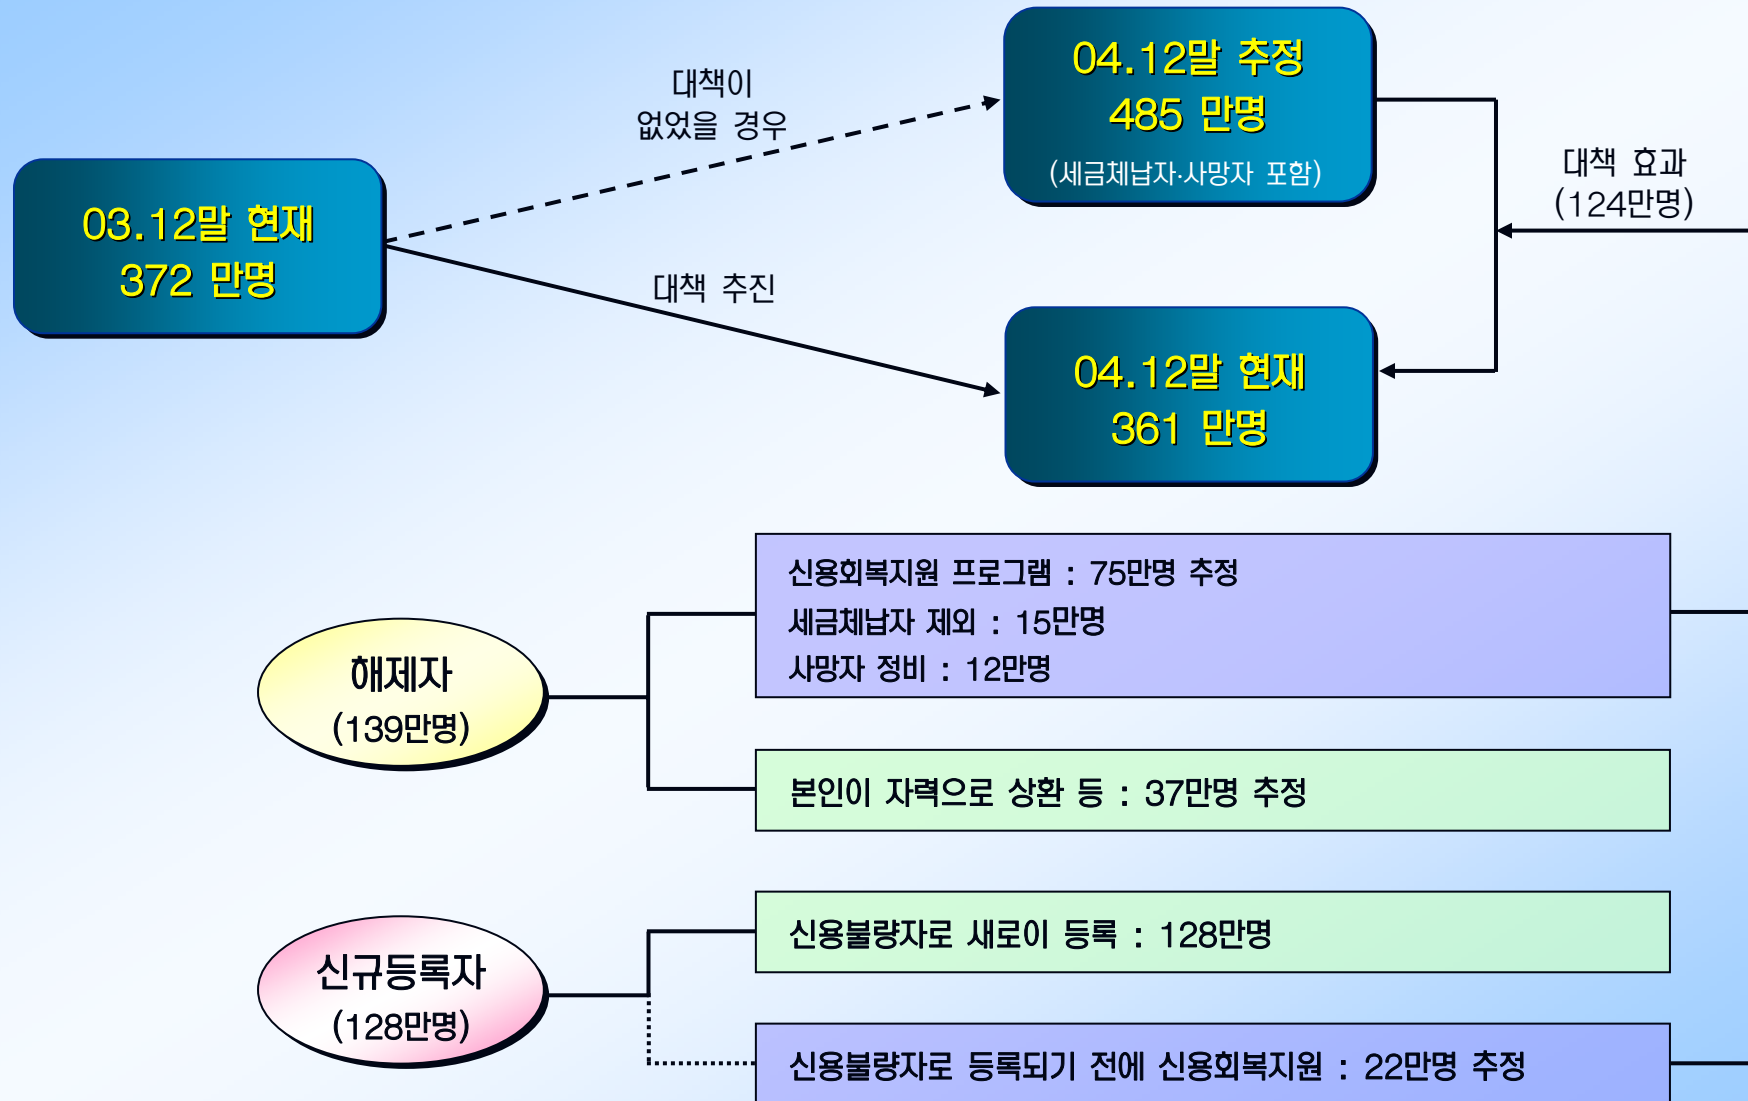 03.12말 현재
372 만명
대책이
없었을 경우
대책 추진
04.12말 추정
485 만명
(세금체납자·사망자 포함)
04.12말 현재
361 만명
대책 효과
(124만명)
해제자
(139만명)
신용회복지원 프로그램 : 75만명 추정
세금체납자 제외 : 15만명
사망자 정비 : 12만명
본인이 자력으로 상환 등 : 37만명 추정
신규등록자
(128만명)
신용불량자로 새로이 등록 : 128만명
신용불량자로 등록되기 전에 신용회복지원 : 22만명 추정